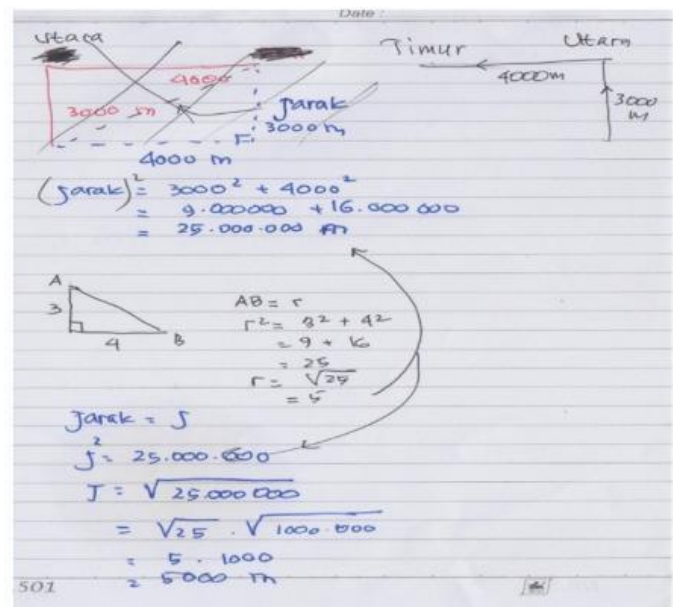 Date :
Utara
4000
3000 m
Jarak
3000 m
4000 m
Timur
Utara
4000 m
3000
M
(Jarak)² = 3000² + 4000²
= 9.000000 + 16.000 000
= 25.000.000 m
A
3
4
B
AB = r
r² = 3² + 4²
= 9 + 16
= 25
r = √25
= 5
Jarak = J
J² = 25.000.000
J = √25.000 000
= √25 . √1000.000
= 5 . 1000
= 5000 m
501